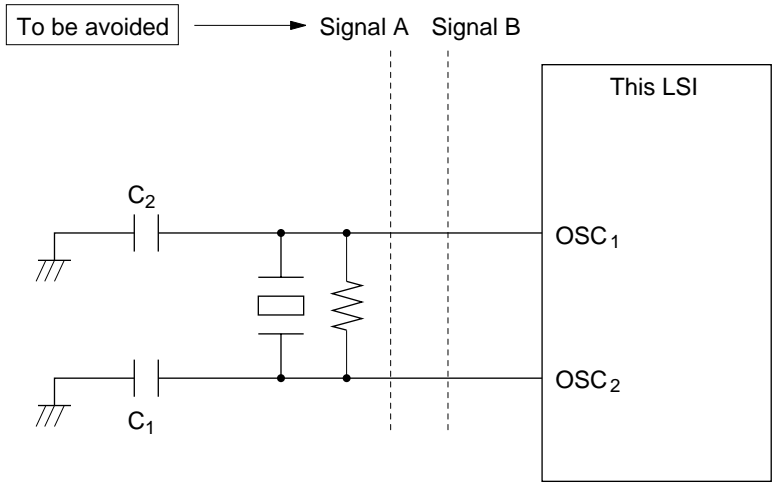 To be avoided
Signal A
Signal B
This LSI
C2
OSC1
OSC2
C1